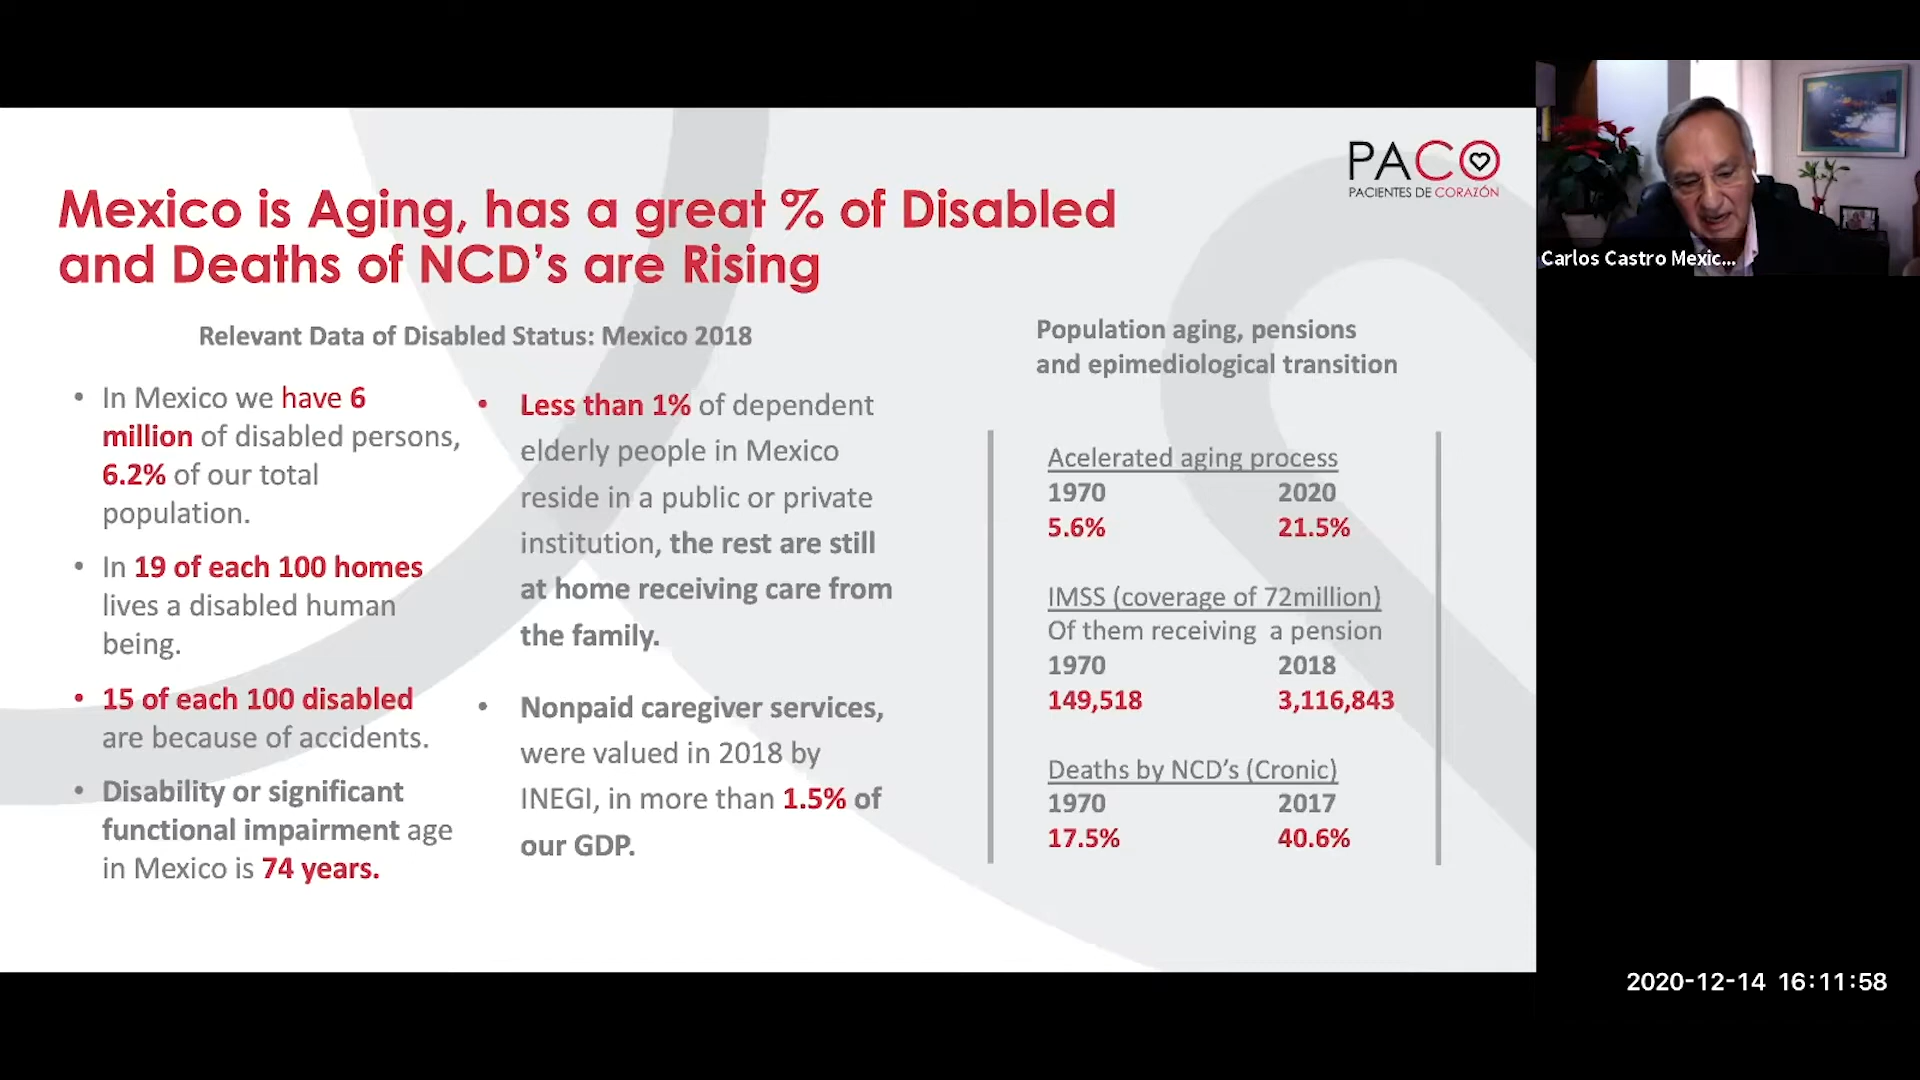 PACO
PACIENTES DE CORAZÓN
Mexico is Aging, has a great % of Disabled
and Deaths of NCD’s are Rising
Relevant Data of Disabled Status: Mexico 2018
• In Mexico we have 6
million of disabled persons,
6.2% of our total
population.
• In 19 of each 100 homes
lives a disabled human
being.
• 15 of each 100 disabled
are because of accidents.
• Disability or significant
functional impairment age
in Mexico is 74 years.
• Less than 1% of dependent
elderly people in Mexico
reside in a public or private
institution, the rest are still
at home receiving care from
the family.
• Nonpaid caregiver services,
were valued in 2018 by
INEGI, in more than 1.5% of
our GDP.
Population aging, pensions
and epimediological transition
Acelerated aging process
1970 2020
5.6% 21.5%
IMSS (coverage of 72million)
Of them receiving a pension
1970 2018
149,518 3,116,843
Deaths by NCD’s (Cronic)
1970 2017
17.5% 40.6%
Carlos Castro Mexic...
2020-12-14 16:11:58